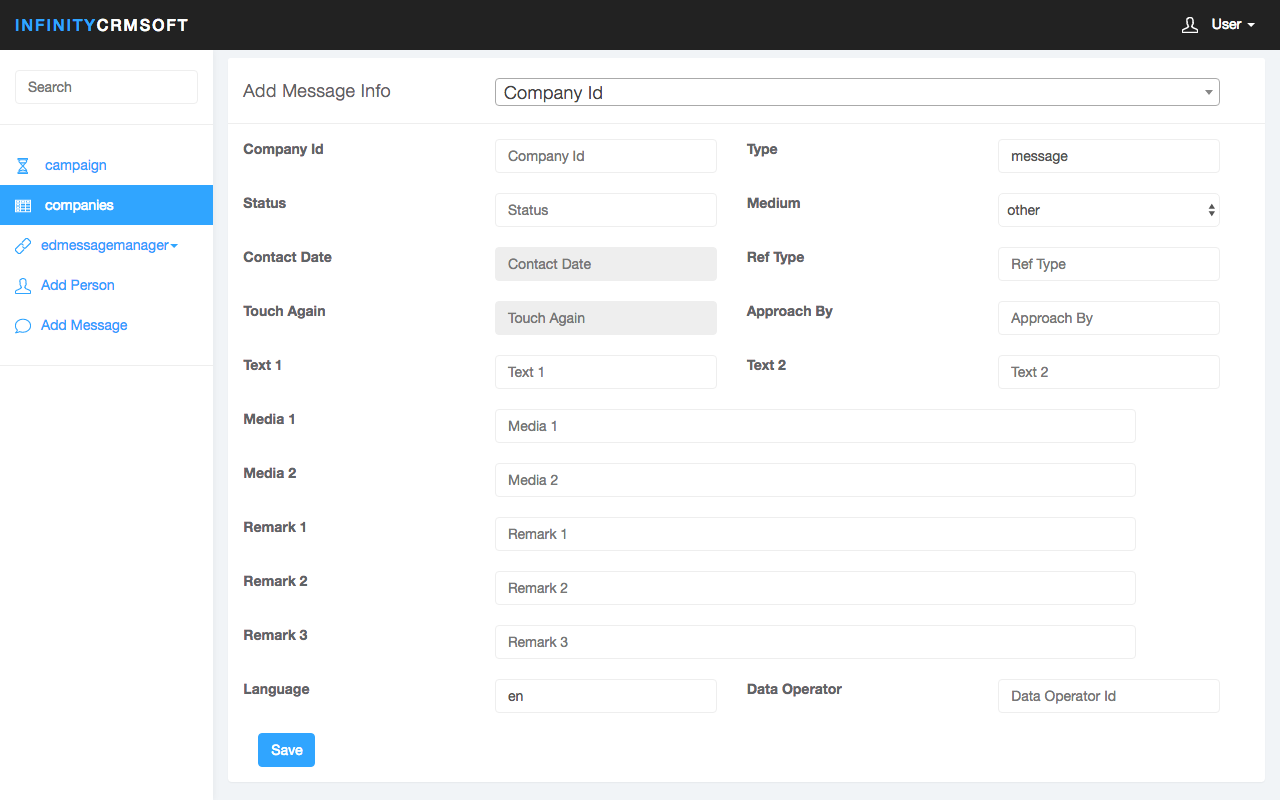 INFINITYCRMSOFT
User
Search
campaign
companies
edmessagemanager
Add Person
Add Message
Add Message Info
Company Id
Company Id
Company Id
Type
message
Status
Status
Medium
other
Contact Date
Contact Date
Ref Type
Ref Type
Touch Again
Touch Again
Approach By
Approach By
Text 1
Text 1
Text 2
Text 2
Media 1
Media 1
Media 2
Media 2
Remark 1
Remark 1
Remark 2
Remark 2
Remark 3
Remark 3
Language
en
Data Operator
Data Operator Id
Save